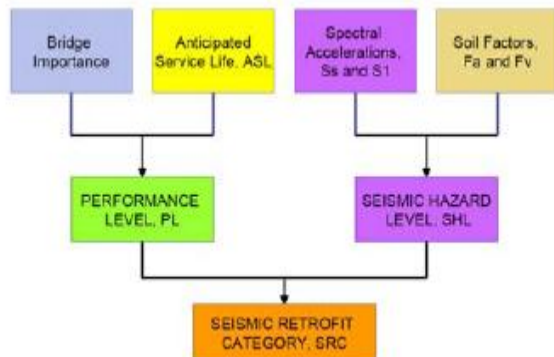 Bridge
Importance
Anticipated
Service Life, ASL
Spectral
Accelerations,
Ss and S1
Soil Factors,
Fa and Fv
PERFORMANCE
LEVEL, PL
SEISMIC HAZARD
LEVEL, SHL
SEISMIC RETROFIT
CATEGORY, SRC